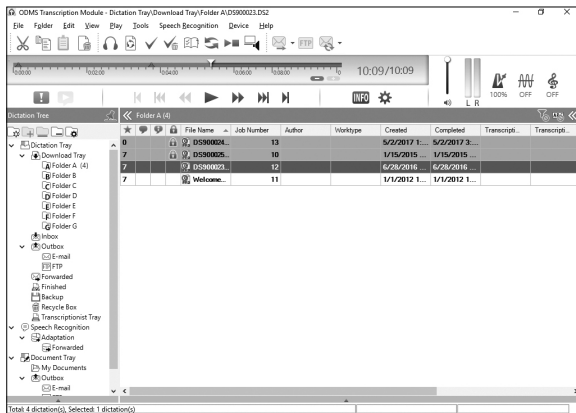 ODMS Transcription Module - Dictation Tray\Download Tray\Folder A\DS900023.DS2
File Folder Edit View Play Tools Speech Recognition Device Help
FTP
0:00:00 0:02:00 0:04:00 0:06:00 0:08:00 10:09/10:09
INFO L R 100% OFF OFF
Dictation Tree Folder A (4)
File Name Job Number Author Worktype Created Completed Transcripti... Transcripti...
0 DS900024... 13 5/2/2017 1:... 5/2/2017 3:...
7 DS900025... 10 1/15/2015 ... 1/15/2015 ...
7 DS900023... 12 6/28/2016 ... 6/28/2016 ...
7 Welcome... 11 1/1/2012 1... 1/1/2012 1...
Dictation Tray
Download Tray
Folder A (4)
Folder B
Folder C
Folder D
Folder E
Folder F
Folder G
Inbox
Outbox
E-mail
FTP
Forwarded
Finished
Backup
Recycle Box
Transcriptionist Tray
Speech Recognition
Adaptation
Forwarded
Document Tray
My Documents
Outbox
E-mail
Total: 4 dictation(s), Selected: 1 dictation(s)